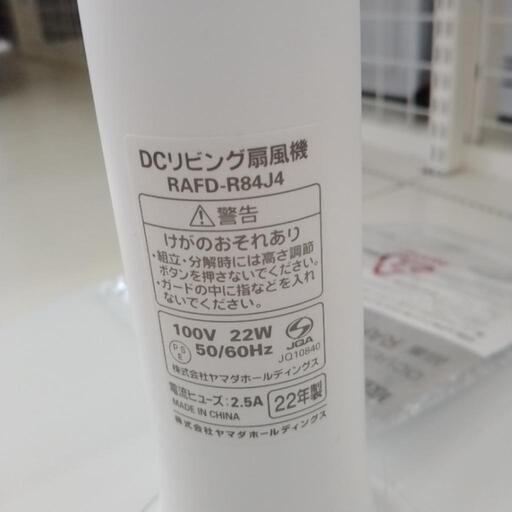 DCリビング扇風機
RAFD-R84J4
警告
けがのおそれあり
・組立・分解時には高さ調節
ボタンを押さないでください。
・ガードの中に指などを入れ
ないでください。
100V 22W
PSE 50/60Hz
JQA
JQ10840
株式会社ヤマダホールディングス
電流ヒューズ:2.5A
MADE IN CHINA
22年製
株式会社ヤマダホールディングス